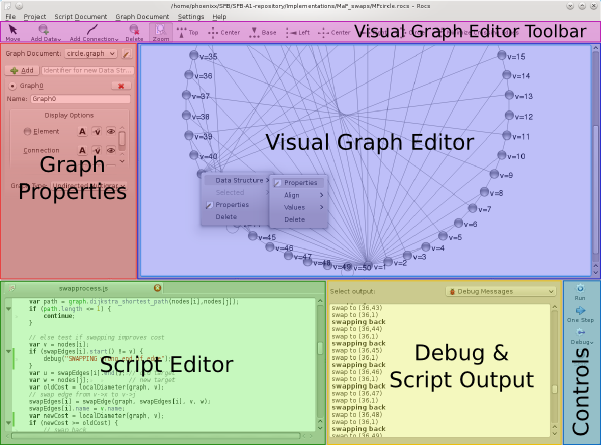 /home/phoenixx/SFB/SFB-A1-repository/Implementations/MaF_swaps/MFcircle.rocs - Rocs
File Project Script Document Graph Document Settings Help
Visual Graph Editor Toolbar
Move Add Data Add Connection Delete Zoom Top Center Base Left Center
Graph Document: circle.graph
Add Identifier for new Data Str...
Graph0
Name: Graph0
Display Options
Element
Connection
Graph
Properties
Visual Graph Editor
v=35
v=36
v=37
v=38
v=39
v=40
v=45
v=46
v=47
v=48
v=49
v=50
v=1
v=2
v=3
v=4
v=5
v=6
v=7
v=8
v=9
v=10
v=11
v=12
v=13
v=14
v=15
Data Structure
Selected
Properties
Delete
Properties
Align
Values
Delete
swapprocess.js
var path = graph.dijkstra_shortest_path(nodes[i],nodes[j]);
if (path.length <= 1) {
continue;
}
// else test if swapping improves cost
var v = nodes[i];
if (swapEdges[i].start() != v) {
debug("SWAPPING
var u = swapEdges[i]
var w = nodes[j]; // new target
var oldCost = localDiameter(graph, v);
// swap edge from v->u to v->j
swapEdges[i] = swapEdge(graph, swapEdges[i], v, w);
swapEdges[i].name = v.name;
var newCost = localDiameter(graph, v);
if (newCost >= oldCost) {
// swap back
Script Editor
Select output: Debug Messages
swap to (36,43)
swap to (36,1)
swapping back
swap to (36,44)
swap to (36,1)
swapping back
swap to (36,45)
swap to (36,1)
swapping back
swap to (36,46)
swap to (36,1)
swapping back
swap to (36,47)
swap to (36,1)
swapping back
swap to (36,48)
swap to (36,1)
swapping back
swap to (36,49)
Debug &
Script Output
Run
One Step
Debug
Controls